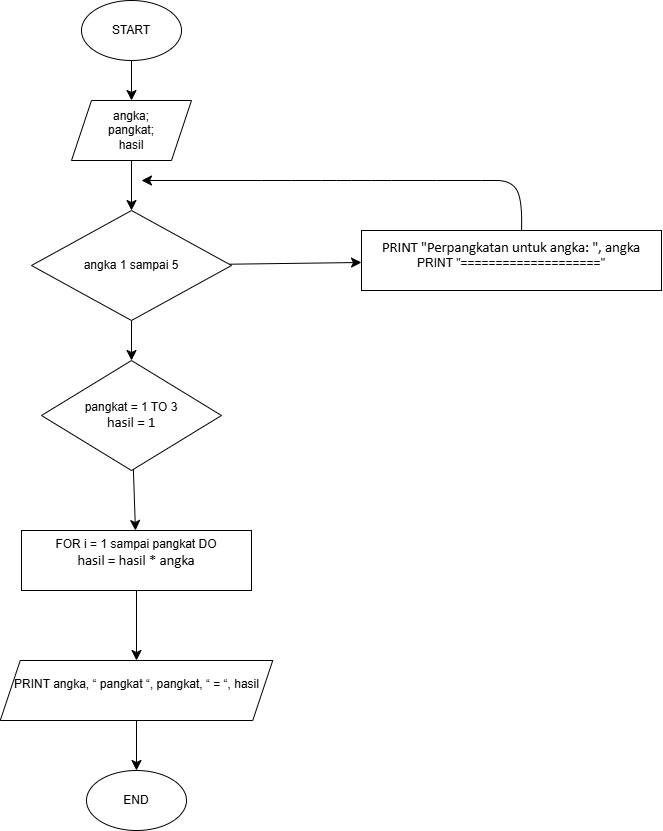 START
angka;
pangkat;
hasil
angka 1 sampai 5
PRINT "Perpangkatan untuk angka: ", angka
PRINT "===================="
pangkat = 1 TO 3
hasil = 1
FOR i = 1 sampai pangkat DO
hasil = hasil * angka
PRINT angka, “ pangkat “, pangkat, “ = “, hasil
END